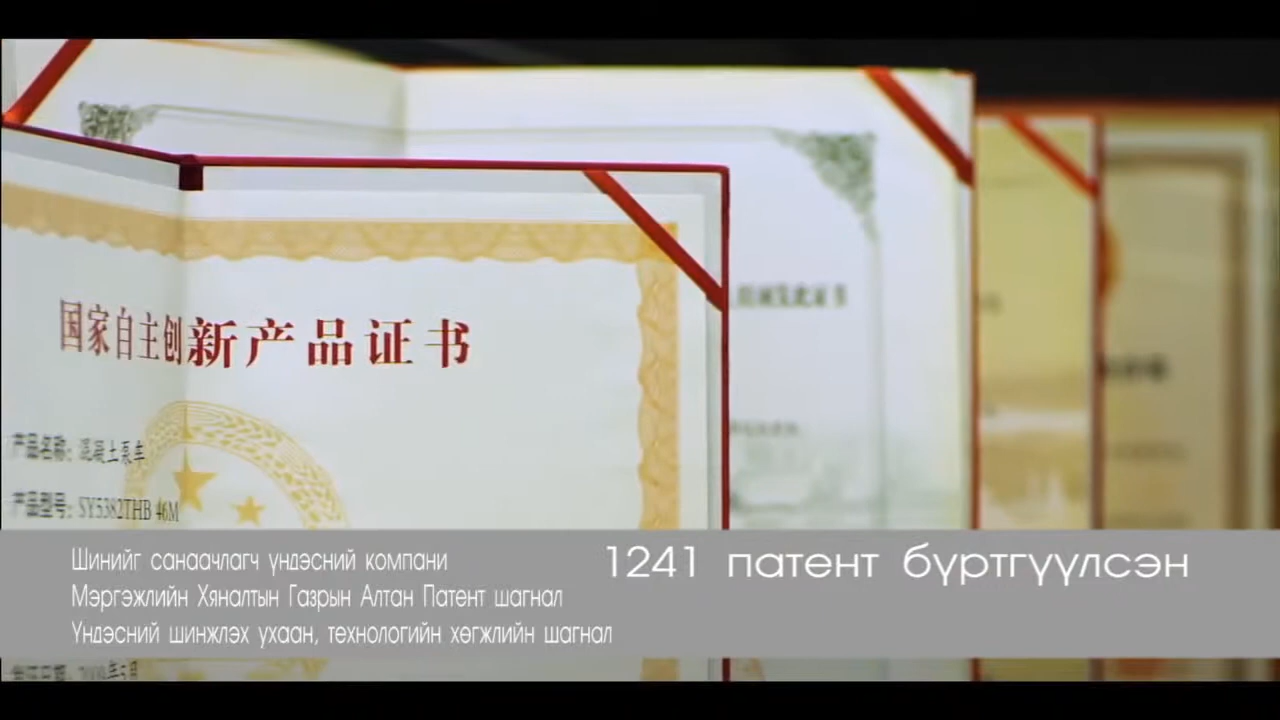 国家自主创新产品证书
产品名称：混凝土泵车
产品型号：SY5382THB 46M
Шинийг санаачлагч үндэсний компани
Мэргэжлийн Хяналтын Газрын Алтан Патент шагнал
Үндэсний шинжлэх ухаан, технологийн хөгжлийн шагнал
1241 патент бүртгүүлсэн